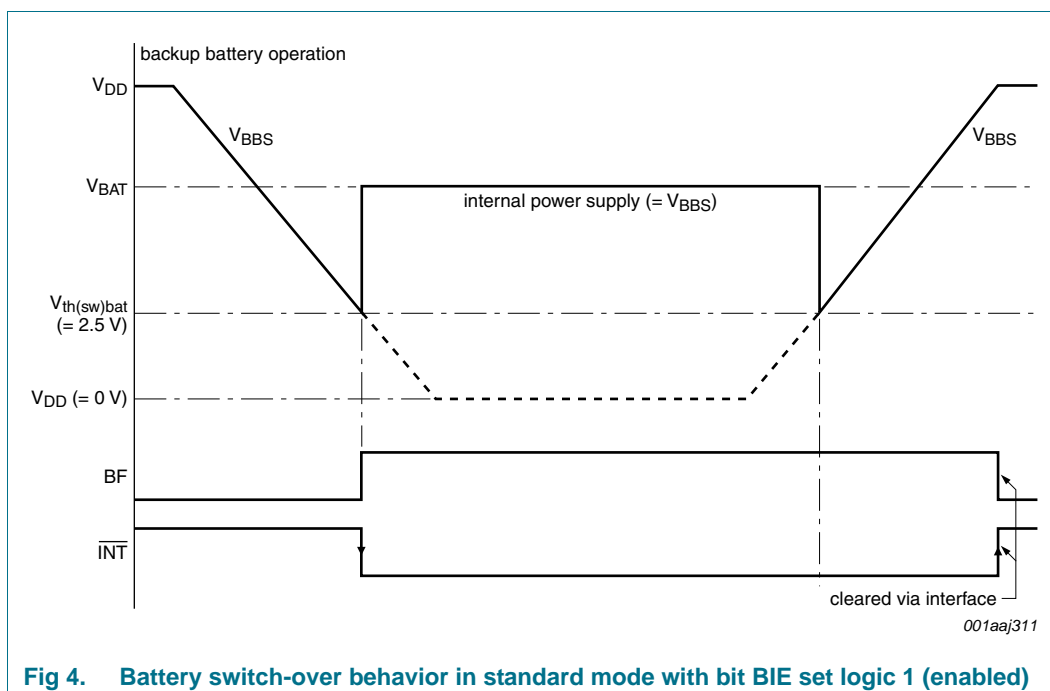 backup battery operation
VDD
VBBS
VBBS
VBAT
internal power supply (= VBBS)
Vth(sw)bat
(= 2.5 V)
VDD (= 0 V)
BF
INT
cleared via interface
001aaj311
Fig 4. Battery switch-over behavior in standard mode with bit BIE set logic 1 (enabled)